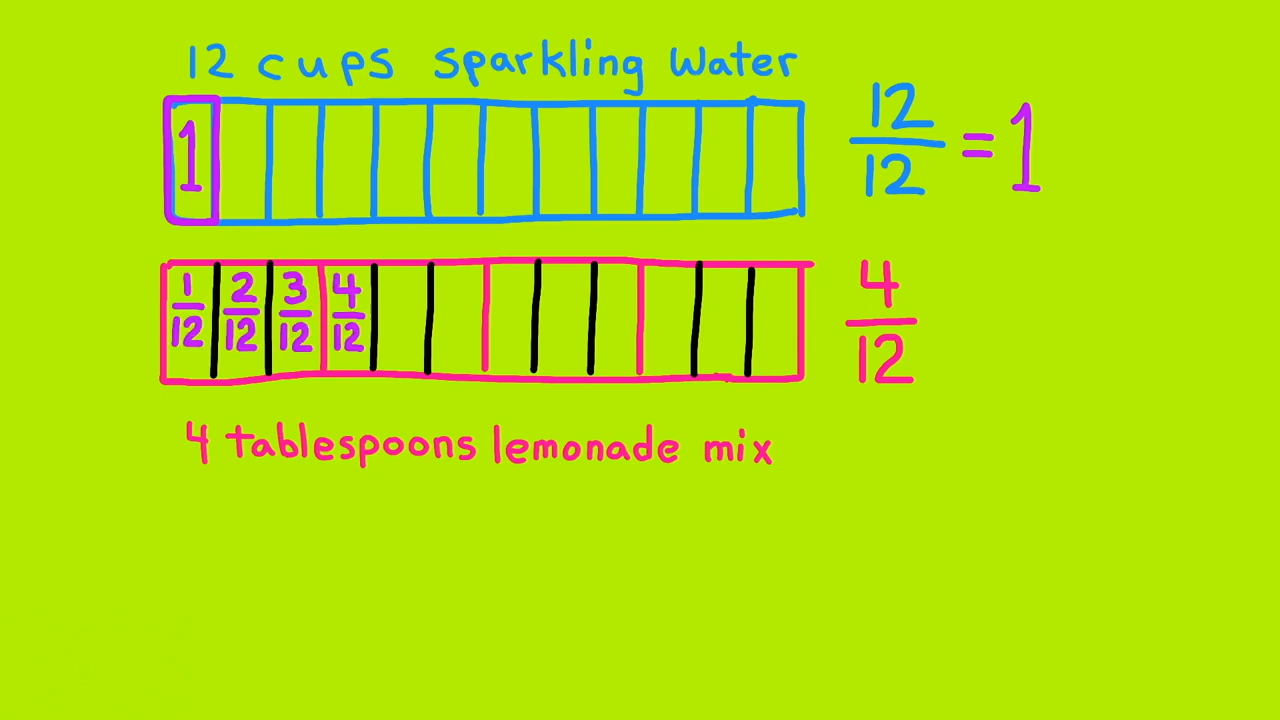 12 cups sparkling water
1
12/12 = 1
1/12 2/12 3/12 4/12
4/12
4 tablespoons lemonade mix